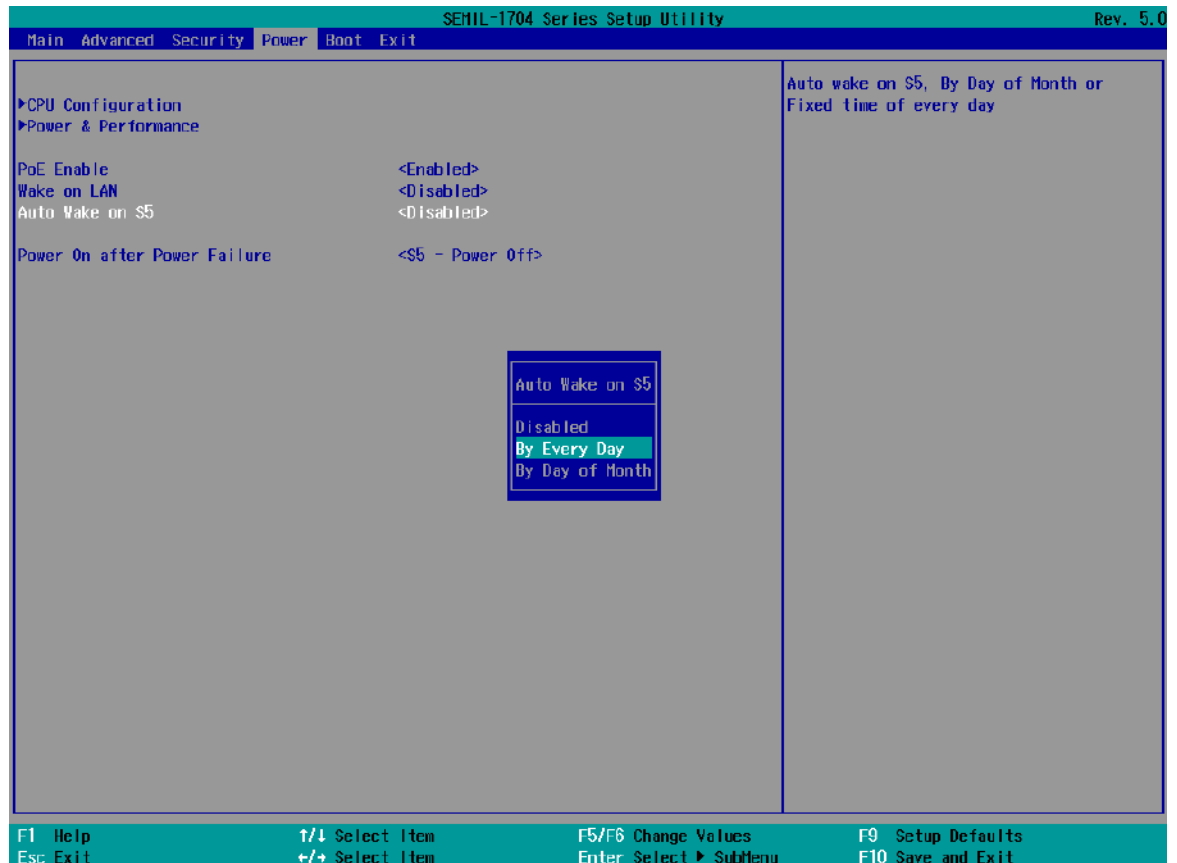 SEMIL-1704 Series Setup Utility Rev. 5.0
Main Advanced Security Power Boot Exit
▶CPU Configuration
▶Power & Performance
PoE Enable <Enabled>
Wake on LAN <Disabled>
Auto Wake on S5 <Disabled>
Power On after Power Failure <S5 - Power Off>
Auto wake on S5, By Day of Month or
Fixed time of every day
Auto Wake on S5
Disabled
By Every Day
By Day of Month
F1 Help ↑/↓ Select Item F5/F6 Change Values F9 Setup Defaults
Esc Exit ←/→ Select Item Enter Select ▶ SubMenu F10 Save and Exit